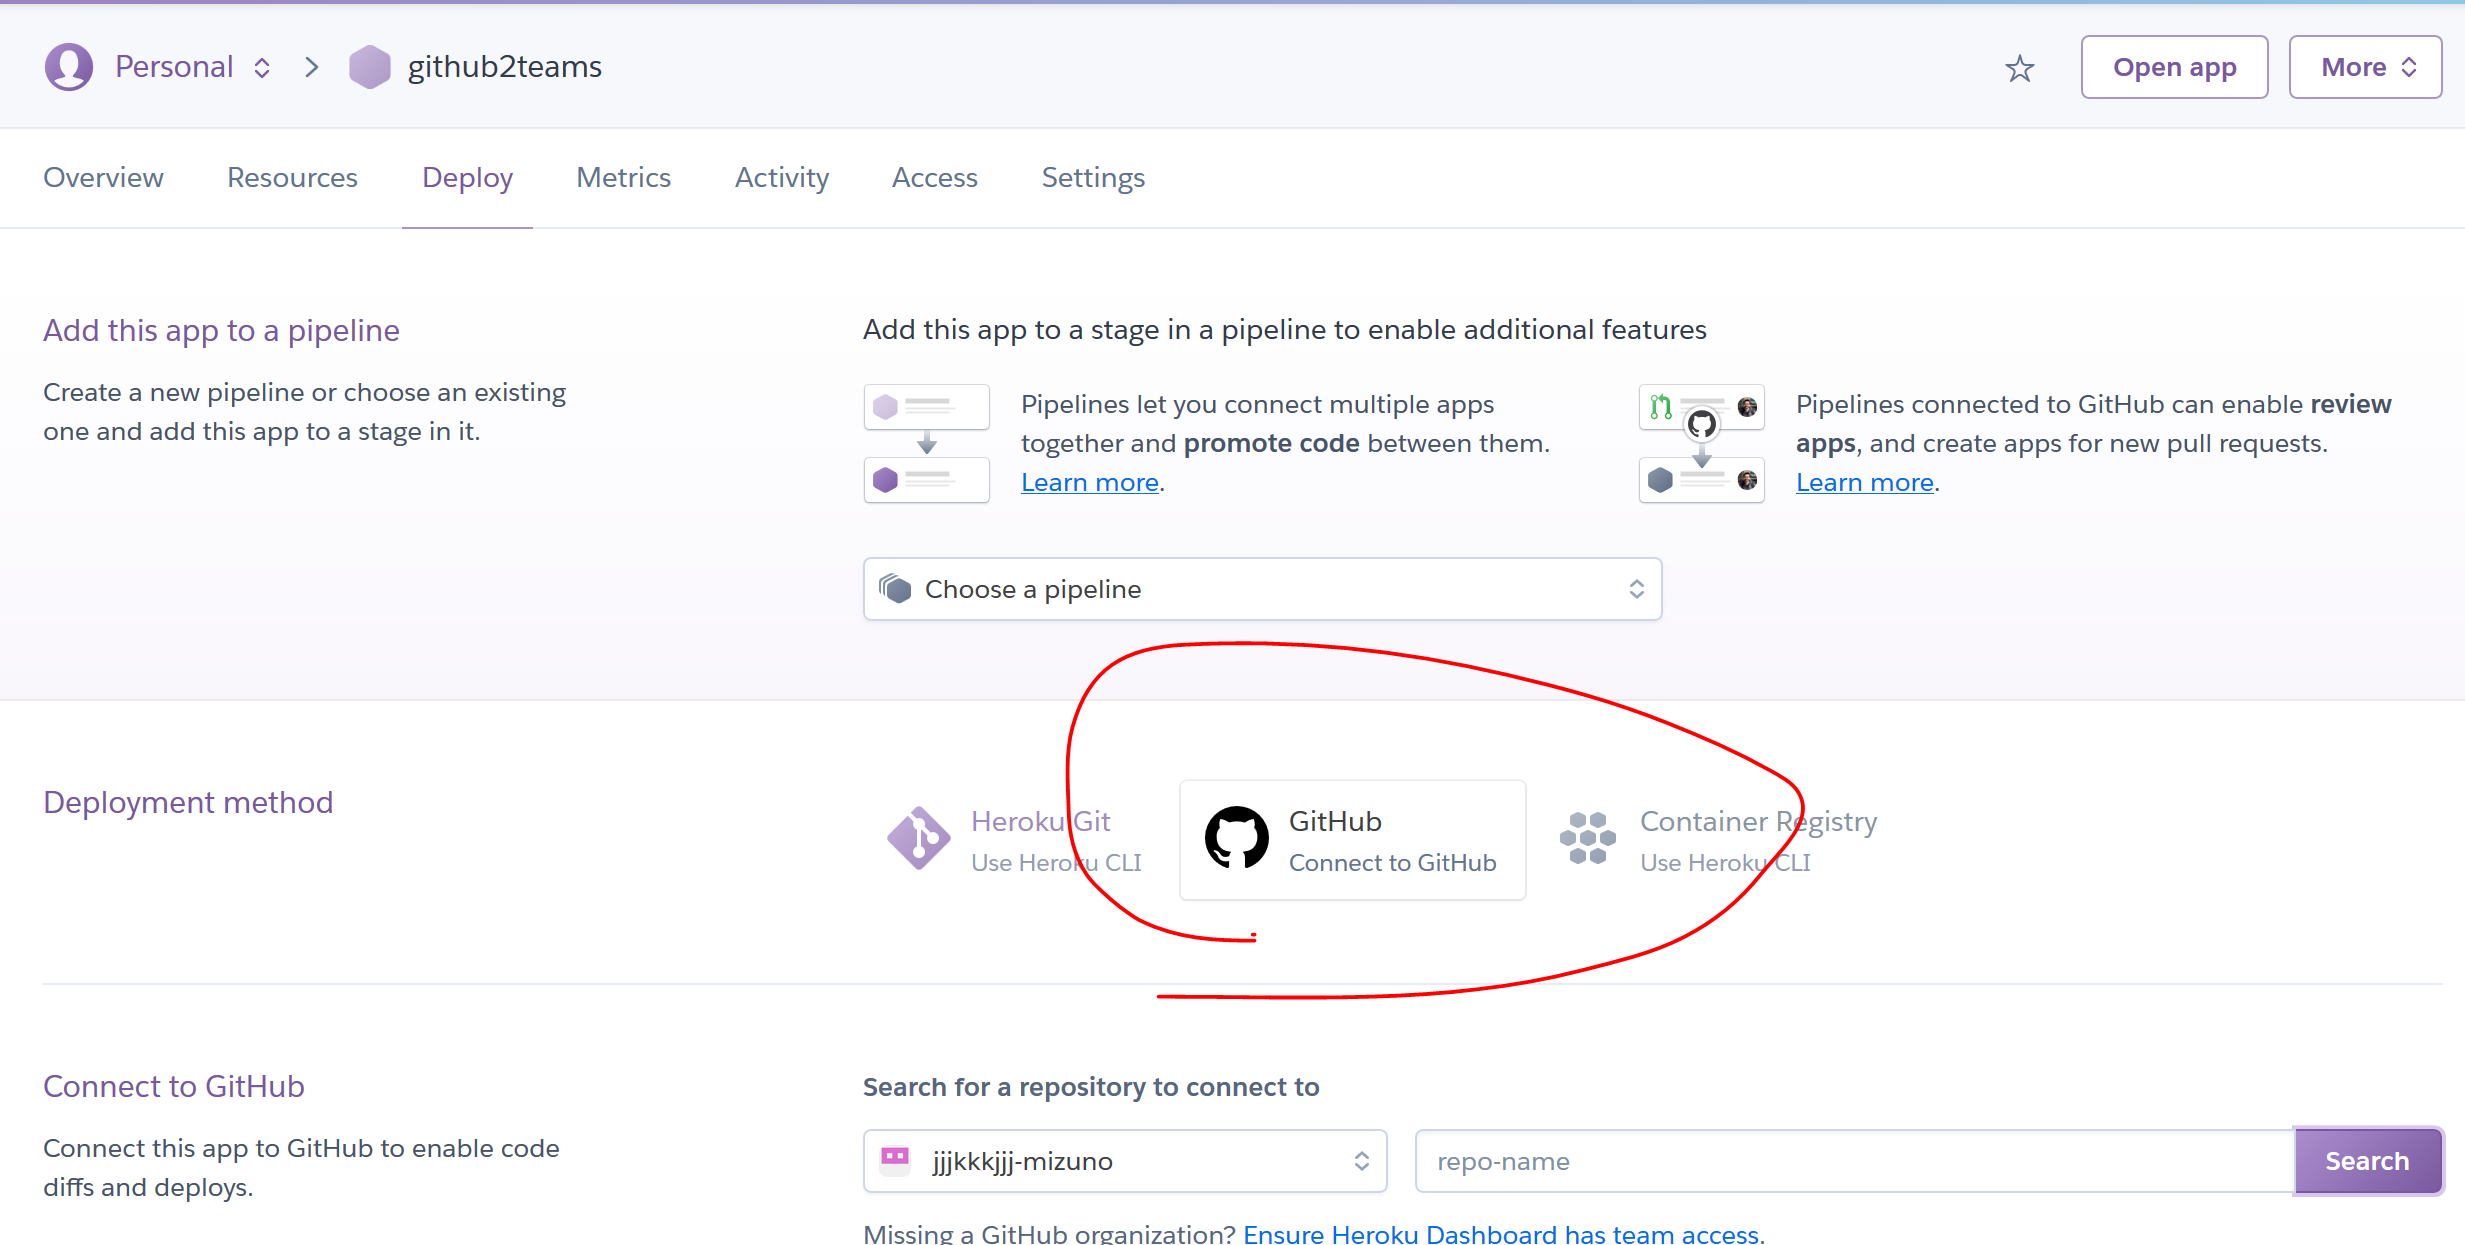 Personal
github2teams
Open app
More
Overview
Resources
Deploy
Metrics
Activity
Access
Settings
Add this app to a pipeline
Create a new pipeline or choose an existing
one and add this app to a stage in it.
Add this app to a stage in a pipeline to enable additional features
Pipelines let you connect multiple apps
together and promote code between them.
Learn more.
Pipelines connected to GitHub can enable review
apps, and create apps for new pull requests.
Learn more.
Choose a pipeline
Deployment method
Heroku Git
Use Heroku CLI
GitHub
Connect to GitHub
Container Registry
Use Heroku CLI
Connect to GitHub
Connect this app to GitHub to enable code
diffs and deploys.
Search for a repository to connect to
jjjkkkjjj-mizuno
repo-name
Search
Missing a GitHub organization? Ensure Heroku Dashboard has team access.